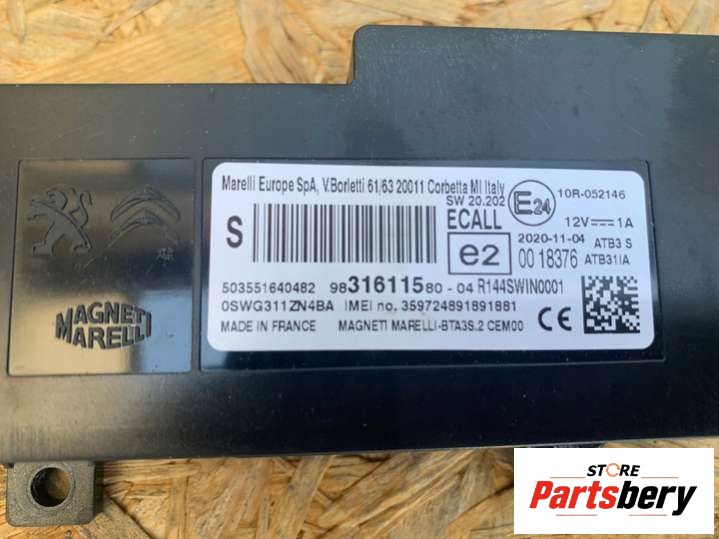 Marelli Europe SpA, V.Borletti 61/63 20011 Corbetta MI Italy
SW 20.202
E24
10R-052146
S
ECALL
12V⎓1A
e2
2020-11-04 ATB3 S
00 18376 ATB31IA
503551640482 9831611580-04 R144SWIN0001
0SWG311ZN4BA IMEI no. 359724891891881
MADE IN FRANCE MAGNETI MARELLI-BTA3S.2 CEM00
CE
MAGNETI
MARELLI
STORE
Partsbery